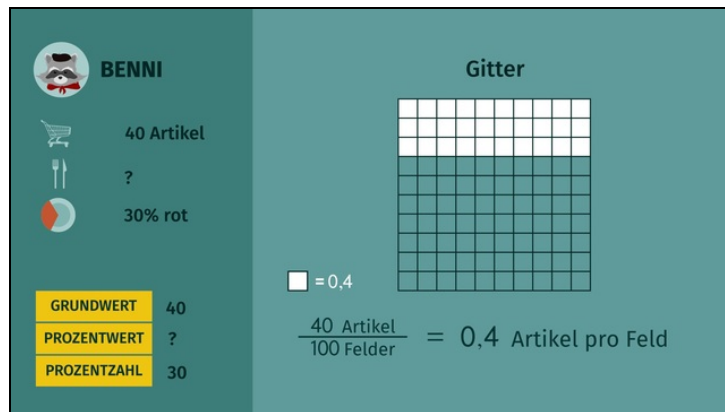 BENNI
40 Artikel
?
30% rot
GRUNDWERT 40
PROZENTWERT ?
PROZENTZAHL 30
Gitter
= 0,4
40 Artikel
100 Felder
= 0,4 Artikel pro Feld